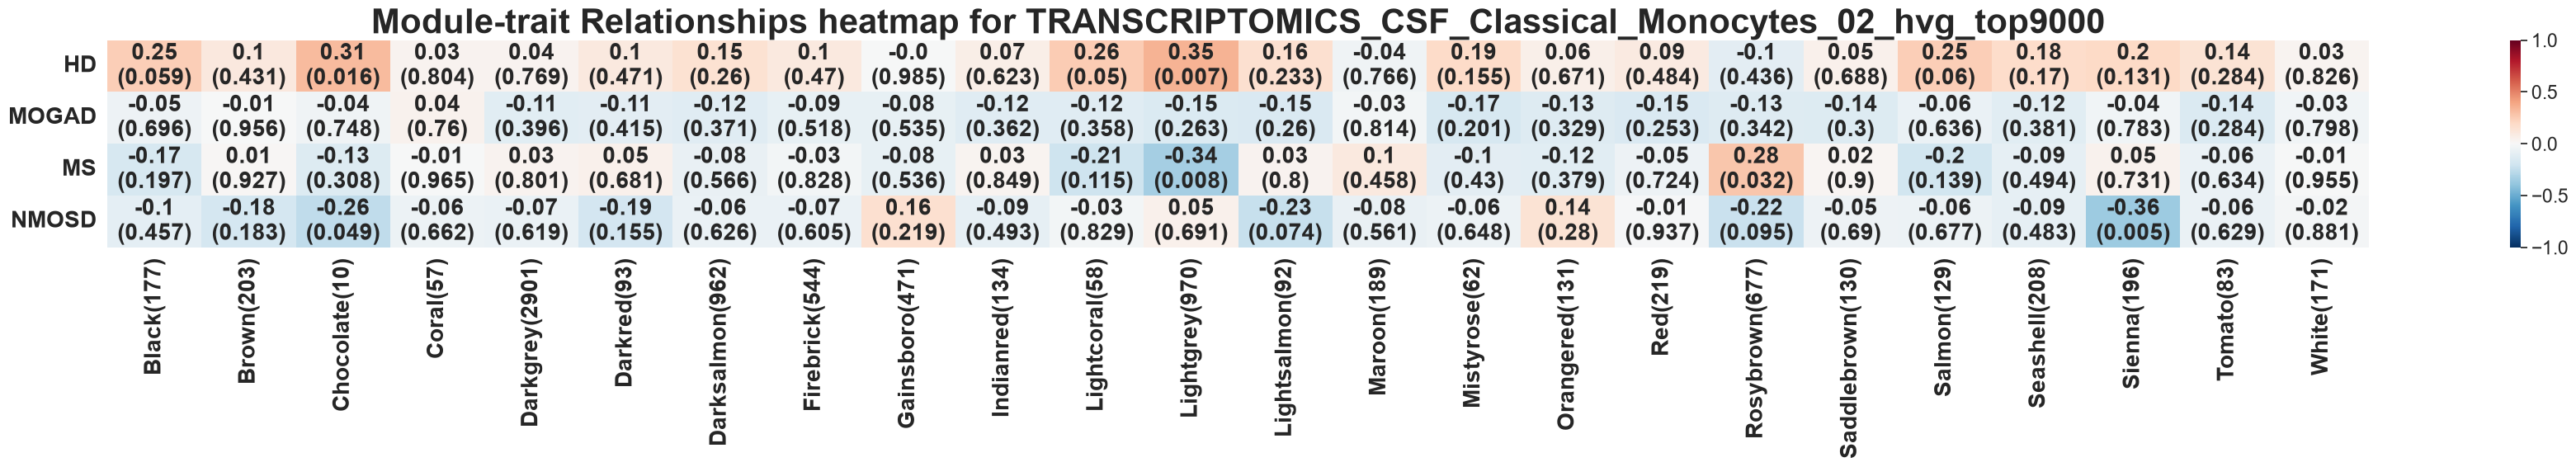 Module-trait Relationships heatmap for TRANSCRIPTOMICS_CSF_Classical_Monocytes_02_hvg_top9000
HD 0.25 0.1 0.31 0.03 0.04 0.1 0.15 0.1 -0.0 0.07 0.26 0.35 0.16 -0.04 0.19 0.06 0.09 -0.1 0.05 0.25 0.18 0.2 0.14 0.03
(0.059) (0.431) (0.016) (0.804) (0.769) (0.471) (0.26) (0.47) (0.985) (0.623) (0.05) (0.007) (0.233) (0.766) (0.155) (0.671) (0.484) (0.436) (0.688) (0.06) (0.17) (0.131) (0.284) (0.826)
MOGAD -0.05 -0.01 -0.04 0.04 -0.11 -0.11 -0.12 -0.09 -0.08 -0.12 -0.12 -0.15 -0.15 -0.03 -0.17 -0.13 -0.15 -0.13 -0.14 -0.06 -0.12 -0.04 -0.14 -0.03
(0.696) (0.956) (0.748) (0.76) (0.396) (0.415) (0.371) (0.518) (0.535) (0.362) (0.358) (0.263) (0.26) (0.814) (0.201) (0.329) (0.253) (0.342) (0.3) (0.636) (0.381) (0.783) (0.284) (0.798)
MS -0.17 0.01 -0.13 -0.01 0.03 0.05 -0.08 -0.03 -0.08 0.03 -0.21 -0.34 0.03 0.1 -0.1 -0.12 -0.05 0.28 0.02 -0.2 -0.09 0.05 -0.06 -0.01
(0.197) (0.927) (0.308) (0.965) (0.801) (0.681) (0.566) (0.828) (0.536) (0.849) (0.115) (0.008) (0.8) (0.458) (0.43) (0.379) (0.724) (0.032) (0.9) (0.139) (0.494) (0.731) (0.634) (0.955)
NMOSD -0.1 -0.18 -0.26 -0.06 -0.07 -0.19 -0.06 -0.07 0.16 -0.09 -0.03 0.05 -0.23 -0.08 -0.06 0.14 -0.01 -0.22 -0.05 -0.06 -0.09 -0.36 -0.06 -0.02
(0.457) (0.183) (0.049) (0.662) (0.619) (0.155) (0.626) (0.605) (0.219) (0.493) (0.829) (0.691) (0.074) (0.561) (0.648) (0.28) (0.937) (0.095) (0.69) (0.677) (0.483) (0.005) (0.629) (0.881)
Black(177)
Brown(203)
Chocolate(10)
Coral(57)
Darkgrey(2901)
Darkred(93)
Darksalmon(962)
Firebrick(544)
Gainsboro(471)
Indianred(134)
Lightcoral(58)
Lightgrey(970)
Lightsalmon(92)
Maroon(189)
Mistyrose(62)
Orangered(131)
Red(219)
Rosybrown(677)
Saddlebrown(130)
Salmon(129)
Seashell(208)
Sienna(196)
Tomato(83)
White(171)
1.0
0.5
0.0
−0.5
−1.0